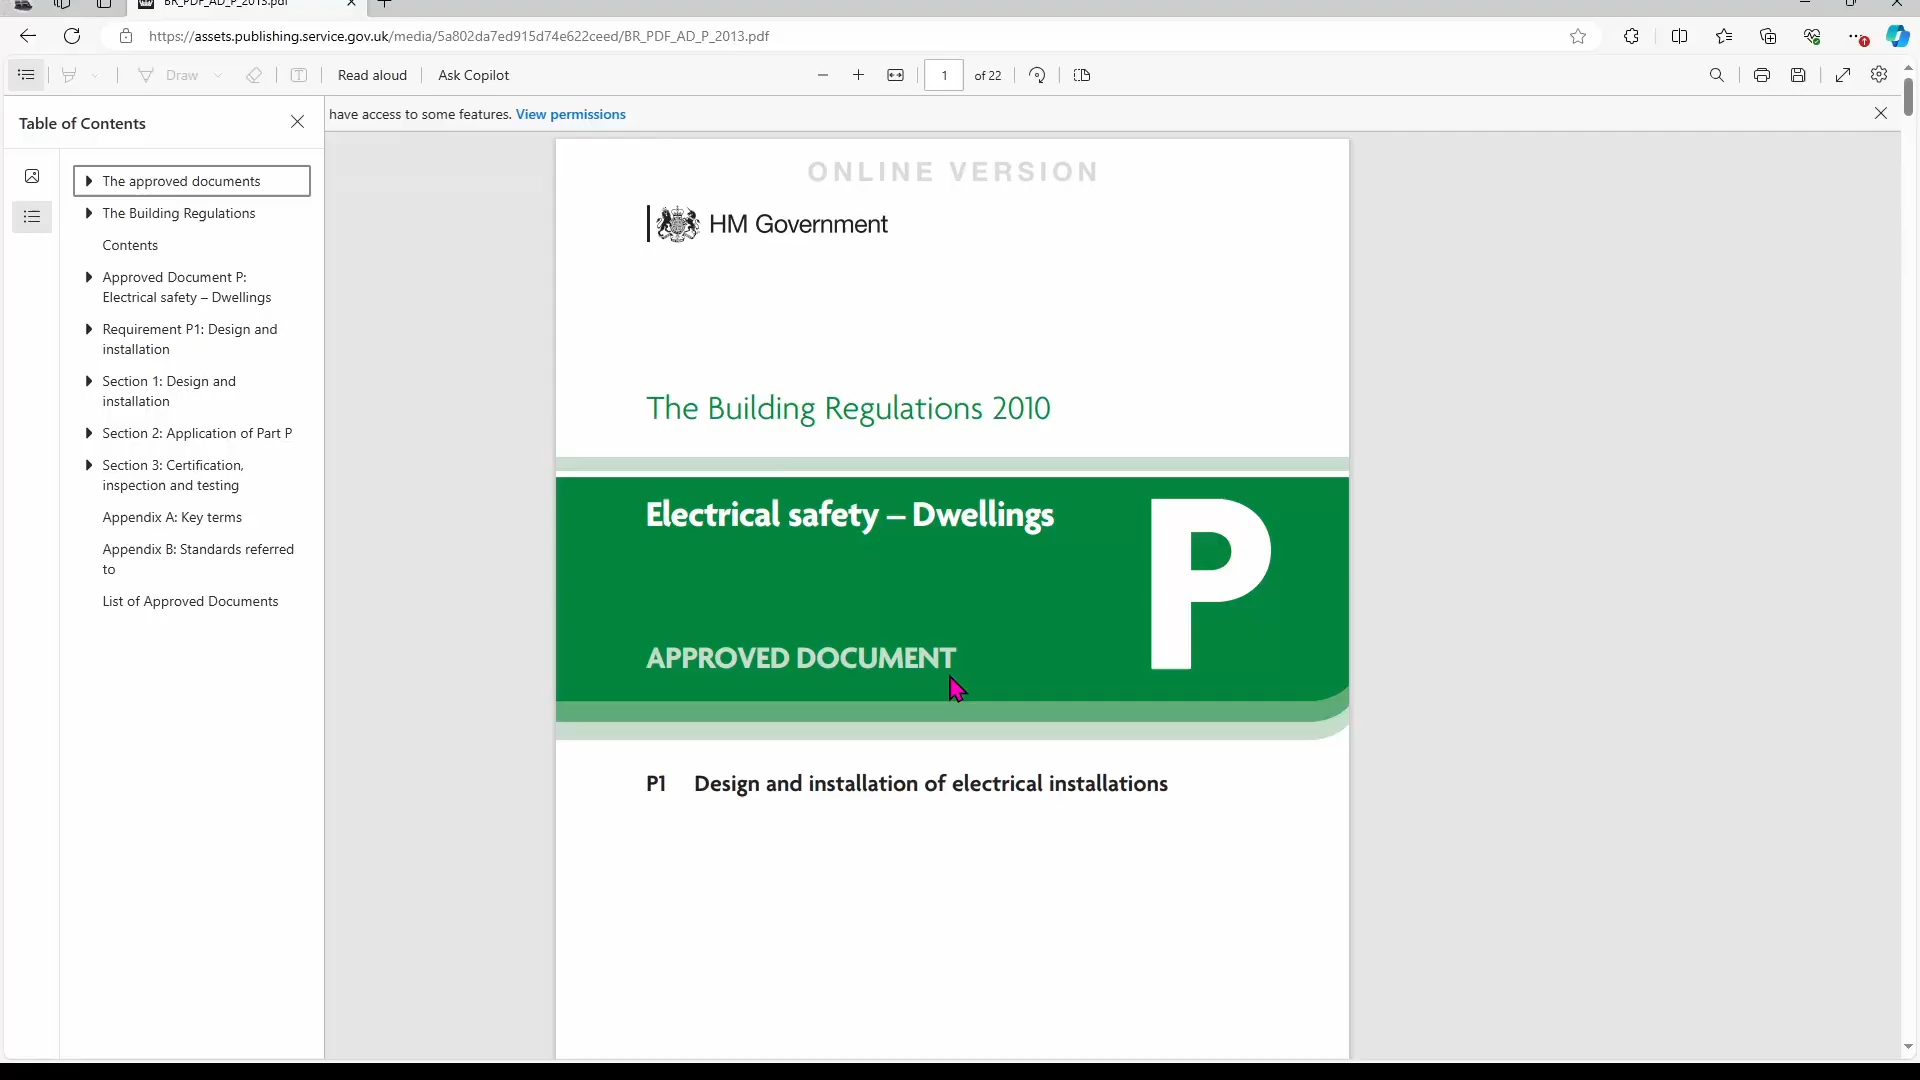 BR_PDF_AD_P_2013.pdf
https://assets.publishing.service.gov.uk/media/5a802da7ed915d74e622ceed/BR_PDF_AD_P_2013.pdf
Draw
Read aloud
Ask Copilot
1
of 22
Table of Contents
have access to some features. View permissions
The approved documents
The Building Regulations
Contents
Approved Document P:
Electrical safety – Dwellings
Requirement P1: Design and
installation
Section 1: Design and
installation
Section 2: Application of Part P
Section 3: Certification,
inspection and testing
Appendix A: Key terms
Appendix B: Standards referred
to
List of Approved Documents
ONLINE VERSION
HM Government
The Building Regulations 2010
Electrical safety – Dwellings
P
APPROVED DOCUMENT
P1 Design and installation of electrical installations